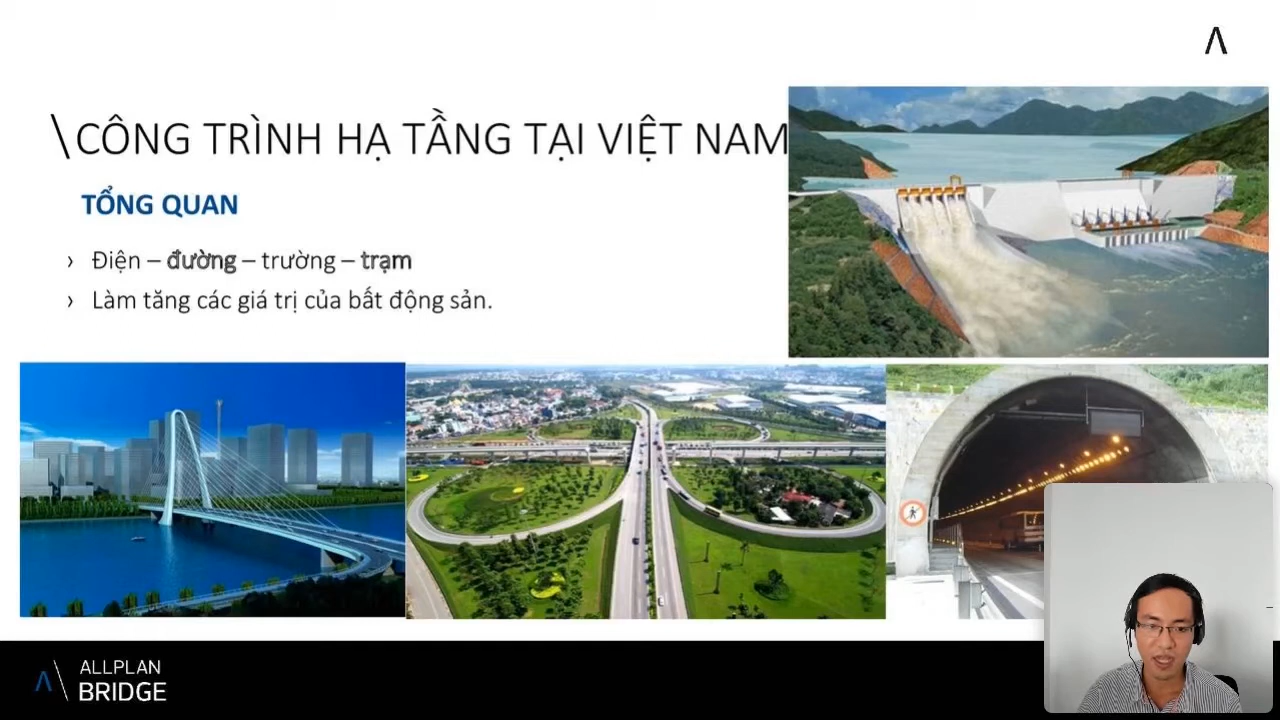 \CÔNG TRÌNH HẠ TẦNG TẠI VIỆT NAM
TỔNG QUAN
› Điện – đường – trường – trạm
› Làm tăng các giá trị của bất động sản.
ALLPLAN
BRIDGE